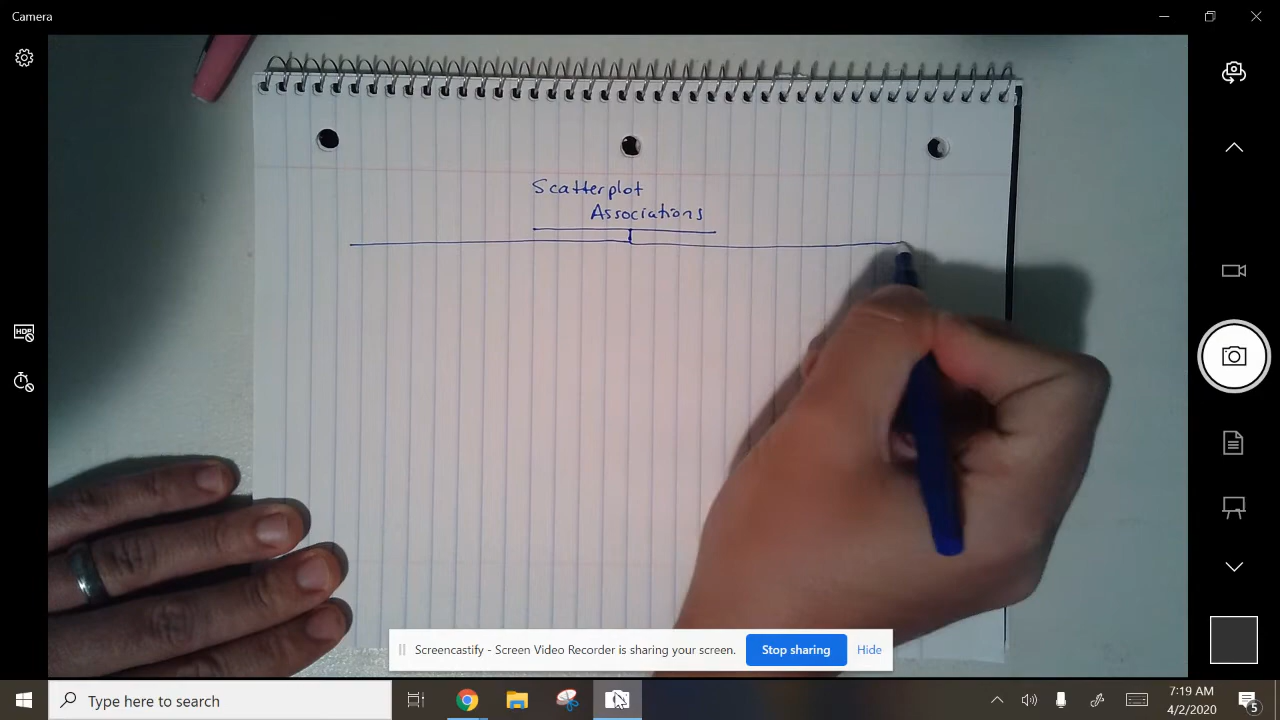 Camera
Scatterplot
Associations
Screencastify - Screen Video Recorder is sharing your screen.
Stop sharing
Hide
Type here to search
7:19 AM
4/2/2020
5